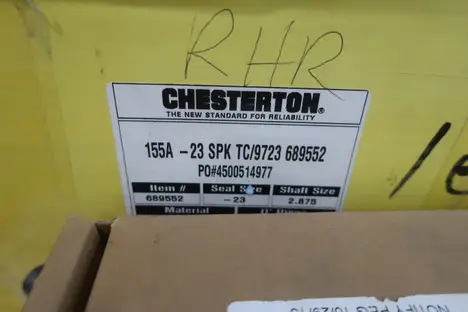 RHR
CHESTERTON®
THE NEW STANDARD FOR RELIABILITY
155A -23 SPK TC/9723 689552
PO#4500514977
Item # Seal Size Shaft Size
689552 -23 2.875
Material